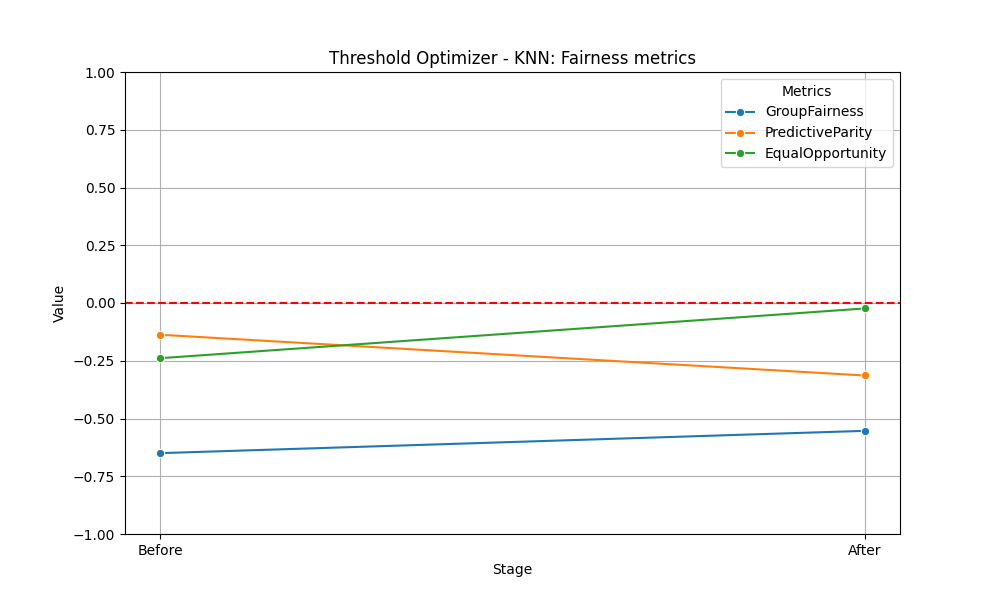 Threshold Optimizer - KNN: Fairness metrics
Metrics
GroupFairness
PredictiveParity
EqualOpportunity
1.00
0.75
0.50
0.25
0.00
−0.25
−0.50
−0.75
−1.00
Value
Before
After
Stage